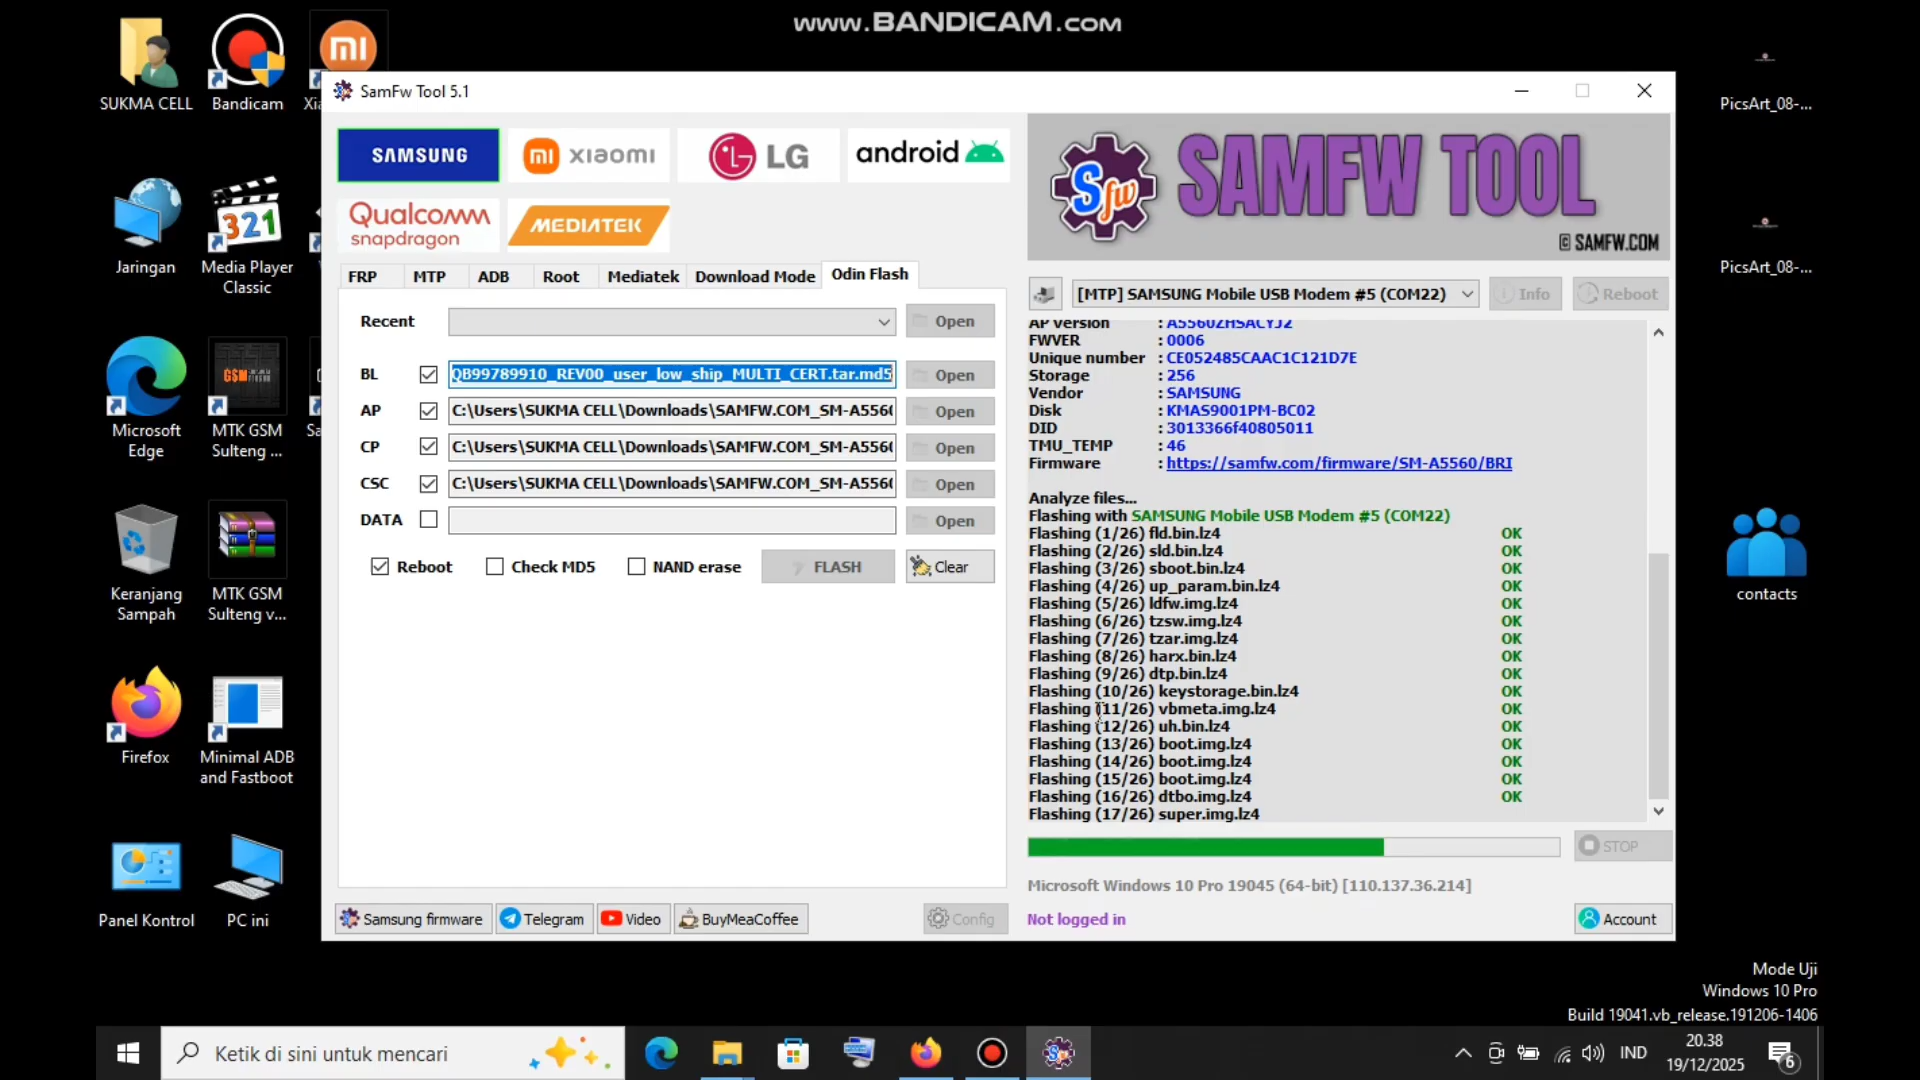 www.BANDICAM.com
SUKMA CELL
Bandicam
PicsArt_08-...
Jaringan
Media Player
Classic
PicsArt_08-...
Microsoft
Edge
MTK GSM
Sulteng ...
Keranjang
Sampah
MTK GSM
Sulteng v...
contacts
Firefox
Minimal ADB
and Fastboot
Panel Kontrol
PC ini
SamFw Tool 5.1
SAMSUNG
xiaomi
LG
android
Qualcomm
snapdragon
MEDIATEK
Sfw
SAMFW TOOL
© SAMFW.COM
FRP
MTP
ADB
Root
Mediatek
Download Mode
Odin Flash
Recent
Open
BL
QB99789910_REV00_user_low_ship_MULTI_CERT.tar.md5
Open
AP
C:\Users\SUKMA CELL\Downloads\SAMFW.COM_SM-A556(
Open
CP
C:\Users\SUKMA CELL\Downloads\SAMFW.COM_SM-A556(
Open
CSC
C:\Users\SUKMA CELL\Downloads\SAMFW.COM_SM-A556(
Open
DATA
Open
Reboot
Check MD5
NAND erase
FLASH
Clear
[MTP] SAMSUNG Mobile USB Modem #5 (COM22)
Info
Reboot
AP version : A5560ZHSACYJ2
FWVER : 0006
Unique number : CE052485CAAC1C121D7E
Storage : 256
Vendor : SAMSUNG
Disk : KMAS9001PM-BC02
DID : 3013366f40805011
TMU_TEMP : 46
Firmware : https://samfw.com/firmware/SM-A5560/BRI
Analyze files...
Flashing with SAMSUNG Mobile USB Modem #5 (COM22)
Flashing (1/26) fld.bin.lz4 OK
Flashing (2/26) sld.bin.lz4 OK
Flashing (3/26) sboot.bin.lz4 OK
Flashing (4/26) up_param.bin.lz4 OK
Flashing (5/26) ldfw.img.lz4 OK
Flashing (6/26) tzsw.img.lz4 OK
Flashing (7/26) tzar.img.lz4 OK
Flashing (8/26) harx.bin.lz4 OK
Flashing (9/26) dtp.bin.lz4 OK
Flashing (10/26) keystorage.bin.lz4 OK
Flashing (11/26) vbmeta.img.lz4 OK
Flashing (12/26) uh.bin.lz4 OK
Flashing (13/26) boot.img.lz4 OK
Flashing (14/26) boot.img.lz4 OK
Flashing (15/26) boot.img.lz4 OK
Flashing (16/26) dtbo.img.lz4 OK
Flashing (17/26) super.img.lz4
STOP
Microsoft Windows 10 Pro 19045 (64-bit) [110.137.36.214]
Samsung firmware
Telegram
Video
BuyMeaCoffee
Config
Not logged in
Account
Mode Uji
Windows 10 Pro
Build 19041.vb_release.191206-1406
Ketik di sini untuk mencari
IND
20.38
19/12/2025
6